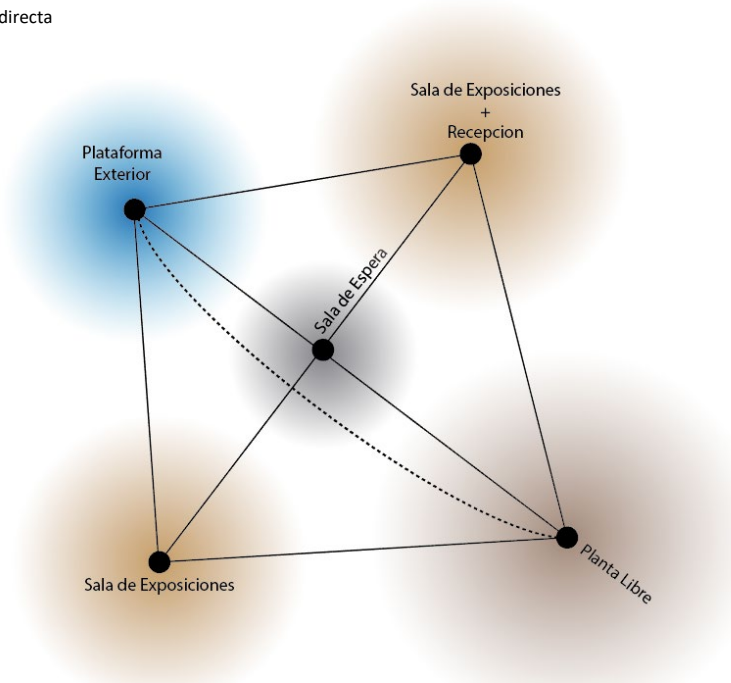 directa
Sala de Exposiciones
+
Recepcion
Plataforma
Exterior
Sala de Espera
Sala de Exposiciones
Planta Libre